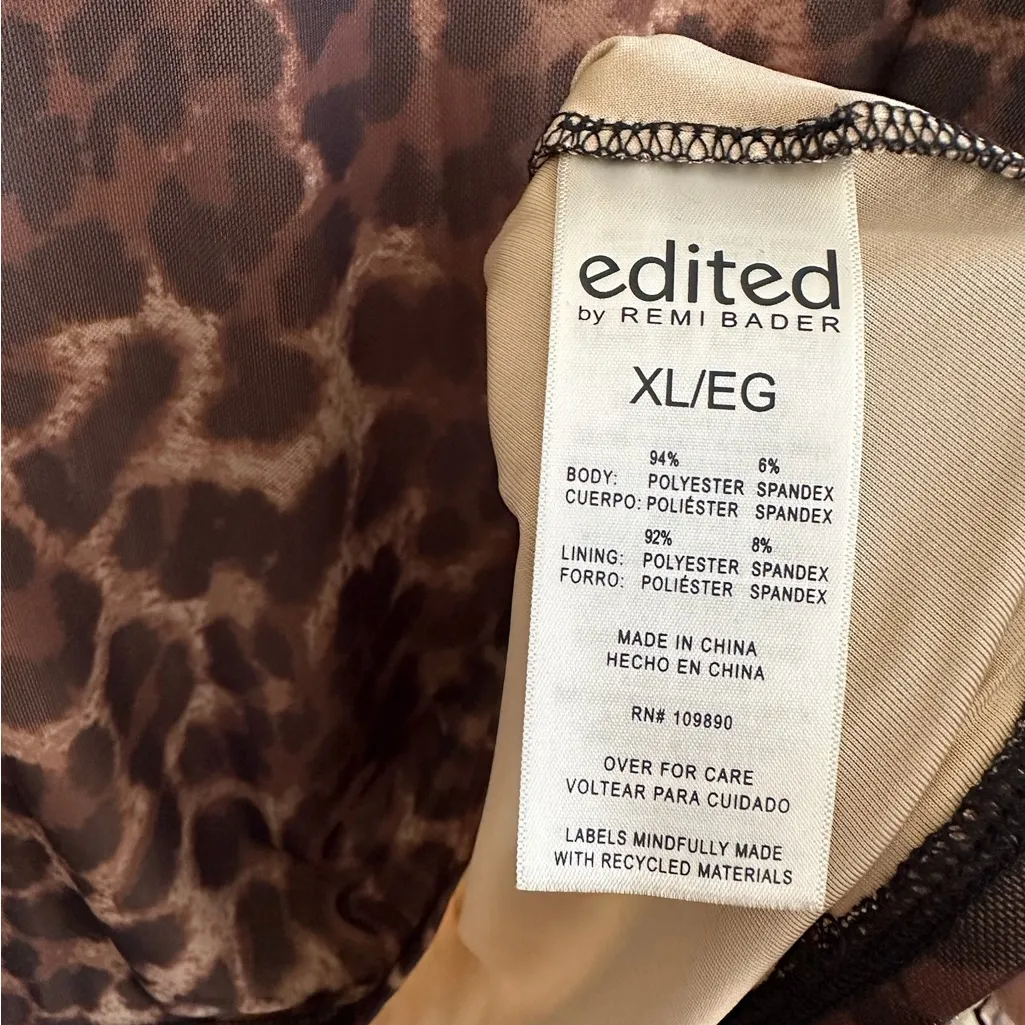 edited
by REMI BADER
XL/EG
94% 6%
BODY: POLYESTER SPANDEX
CUERPO: POLIÉSTER SPANDEX
92% 8%
LINING: POLYESTER SPANDEX
FORRO: POLIÉSTER SPANDEX
MADE IN CHINA
HECHO EN CHINA
RN# 109890
OVER FOR CARE
VOLTEAR PARA CUIDADO
LABELS MINDFULLY MADE
WITH RECYCLED MATERIALS